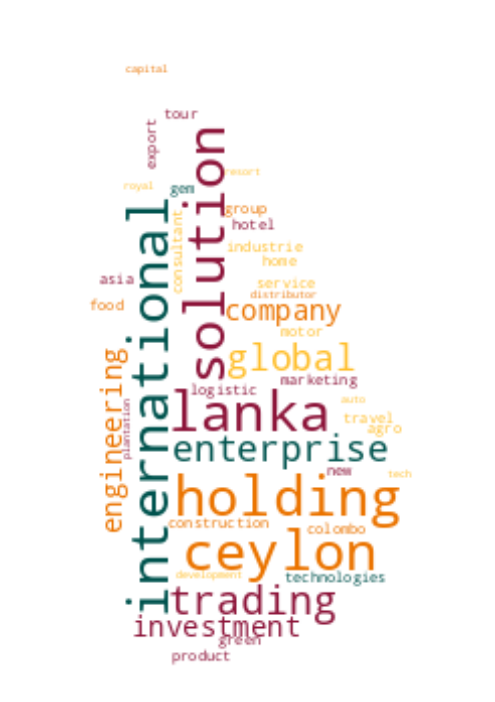 capital
tour
export
solution
resort
royal
gem
international
consultant
group
hotel
industrie
home
asia
service
distributor
food
company
motor
global
engineering
marketing
logistic
lanka
plantation
auto
travel
agro
enterprise
new
tech
holding
construction
colombo
ceylon
development
technologies
trading
investment
green
product